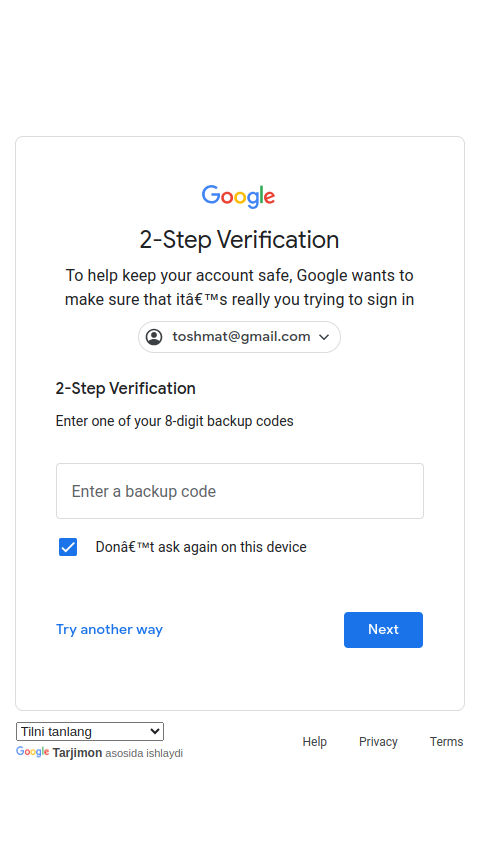 Google
2-Step Verification
To help keep your account safe, Google wants to
make sure that itâ€™s really you trying to sign in
toshmat@gmail.com
2-Step Verification
Enter one of your 8-digit backup codes
Enter a backup code
Donâ€™t ask again on this device
Try another way
Next
Tilni tanlang
Help Privacy Terms
Google Tarjimon asosida ishlaydi